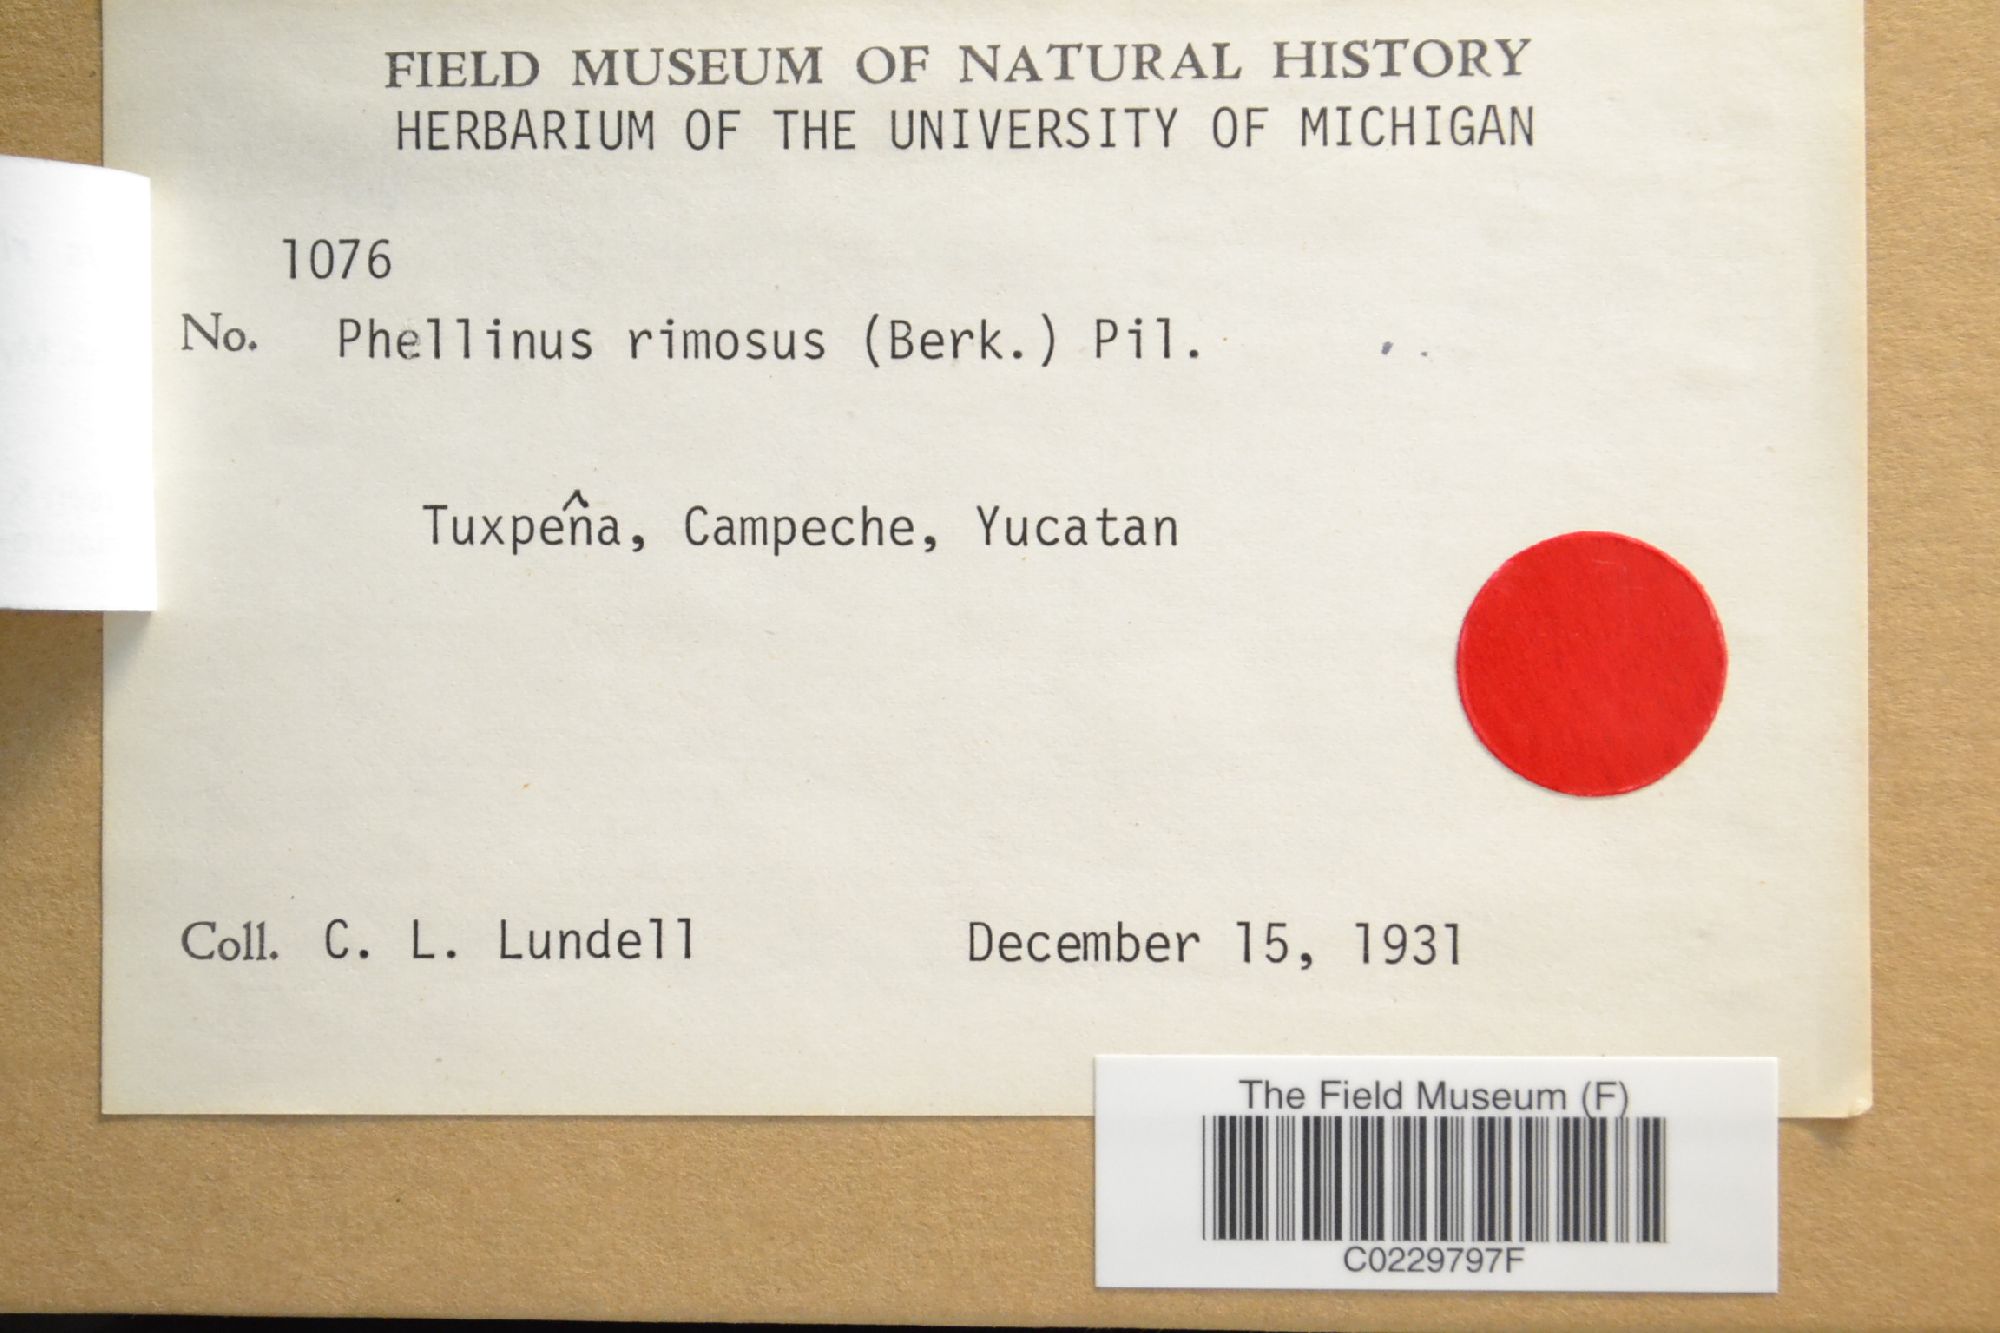 FIELD MUSEUM OF NATURAL HISTORY
HERBARIUM OF THE UNIVERSITY OF MICHIGAN
1076
No. Phellinus rimosus (Berk.) Pil.
Tuxpen̂a, Campeche, Yucatan
Coll. C. L. Lundell December 15, 1931
The Field Museum (F)
C0229797F